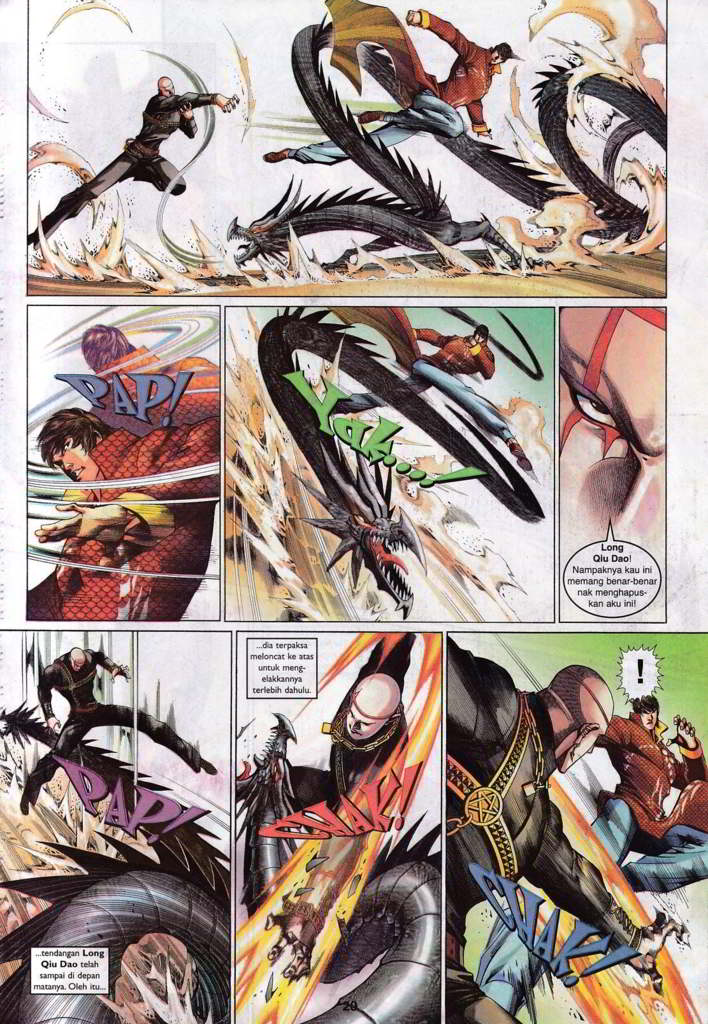 PAP!
Yak...!
Long
Qiu Dao!
Nampaknya kau ini
memang benar-benar
nak menghapus-
kan aku ini!
PAP!
...tendangan Long
Qiu Dao telah
sampai di depan
matanya. Oleh itu...
...dia terpaksa
meloncat ke atas
untuk meng-
elakkannya
terlebih dahulu.
CHAK!
!
CHAK!
20